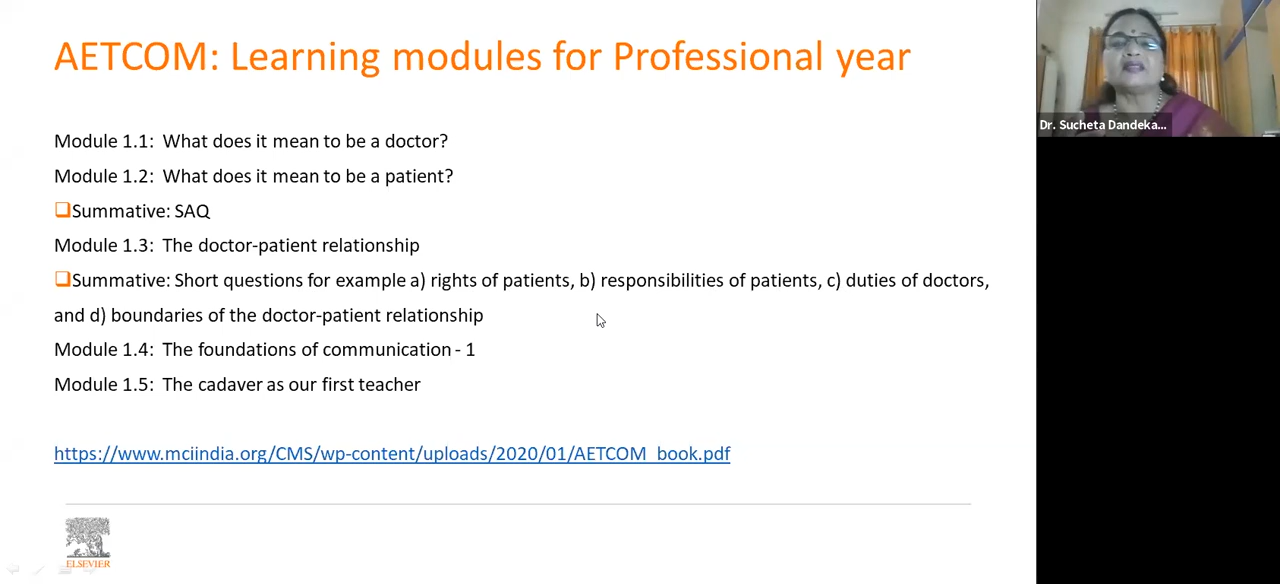 AETCOM: Learning modules for Professional year
Dr. Sucheta Dandeka...
Module 1.1: What does it mean to be a doctor?
Module 1.2: What does it mean to be a patient?
Summative: SAQ
Module 1.3: The doctor-patient relationship
Summative: Short questions for example a) rights of patients, b) responsibilities of patients, c) duties of doctors,
and d) boundaries of the doctor-patient relationship
Module 1.4: The foundations of communication - 1
Module 1.5: The cadaver as our first teacher
https://www.mciindia.org/CMS/wp-content/uploads/2020/01/AETCOM_book.pdf
ELSEVIER